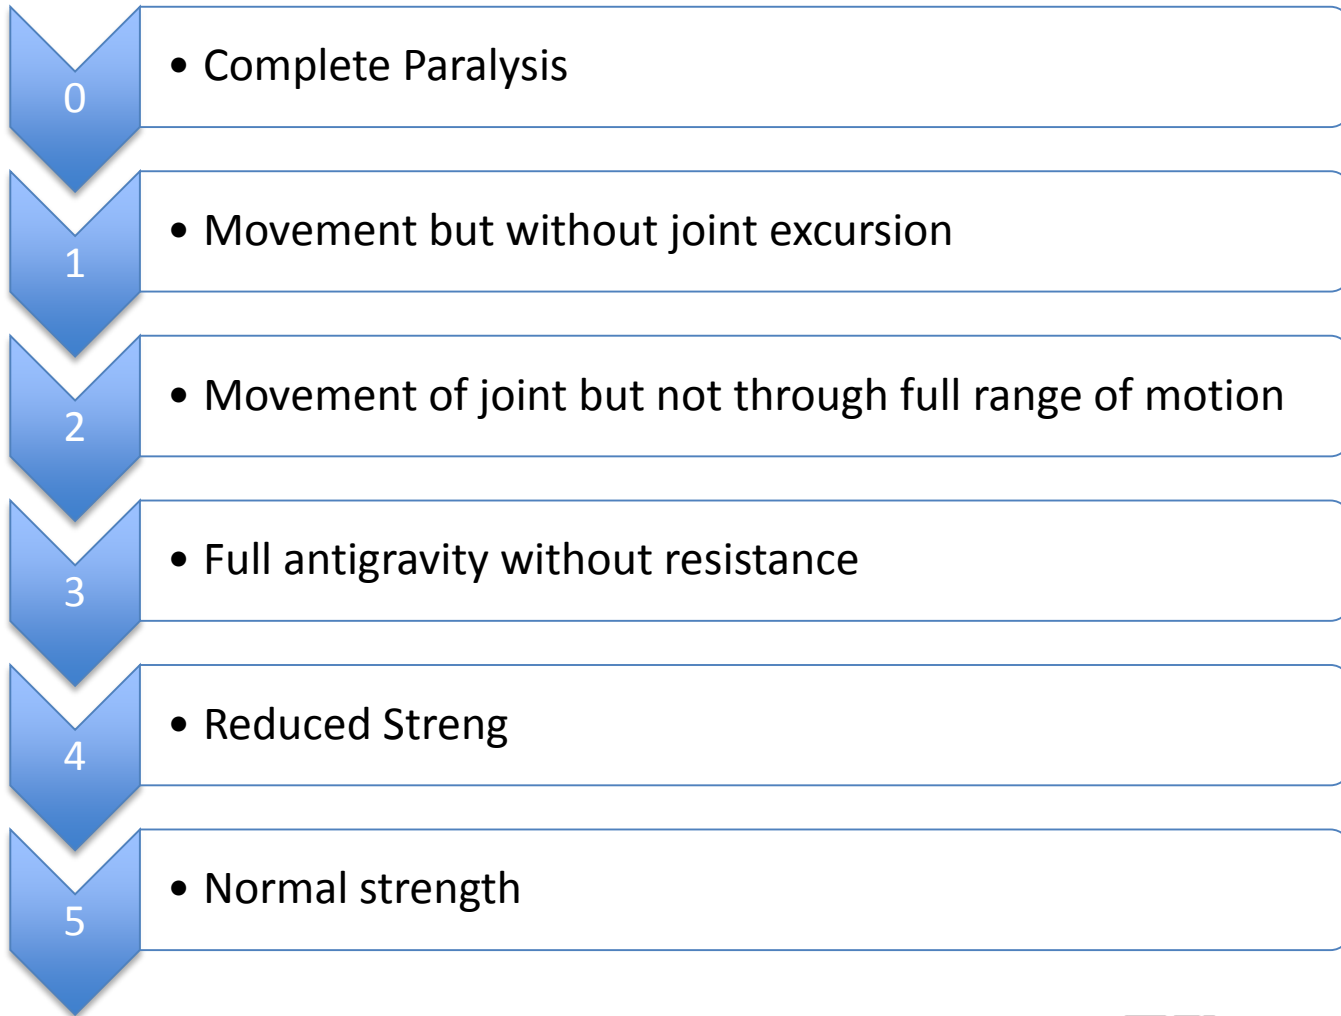 0
• Complete Paralysis
1
• Movement but without joint excursion
2
• Movement of joint but not through full range of motion
3
• Full antigravity without resistance
4
• Reduced Streng
5
• Normal strength